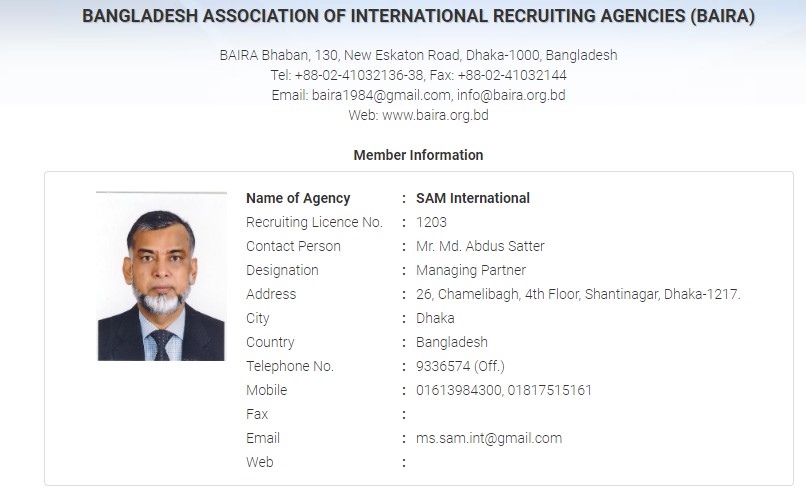 BANGLADESH ASSOCIATION OF INTERNATIONAL RECRUITING AGENCIES (BAIRA)
BAIRA Bhaban, 130, New Eskaton Road, Dhaka-1000, Bangladesh
Tel: +88-02-41032136-38, Fax: +88-02-41032144
Email: baira1984@gmail.com, info@baira.org.bd
Web: www.baira.org.bd
Member Information
Name of Agency : SAM International
Recruiting Licence No. : 1203
Contact Person : Mr. Md. Abdus Satter
Designation : Managing Partner
Address : 26, Chamelibagh, 4th Floor, Shantinagar, Dhaka-1217.
City : Dhaka
Country : Bangladesh
Telephone No. : 9336574 (Off.)
Mobile : 01613984300, 01817515161
Fax :
Email : ms.sam.int@gmail.com
Web :